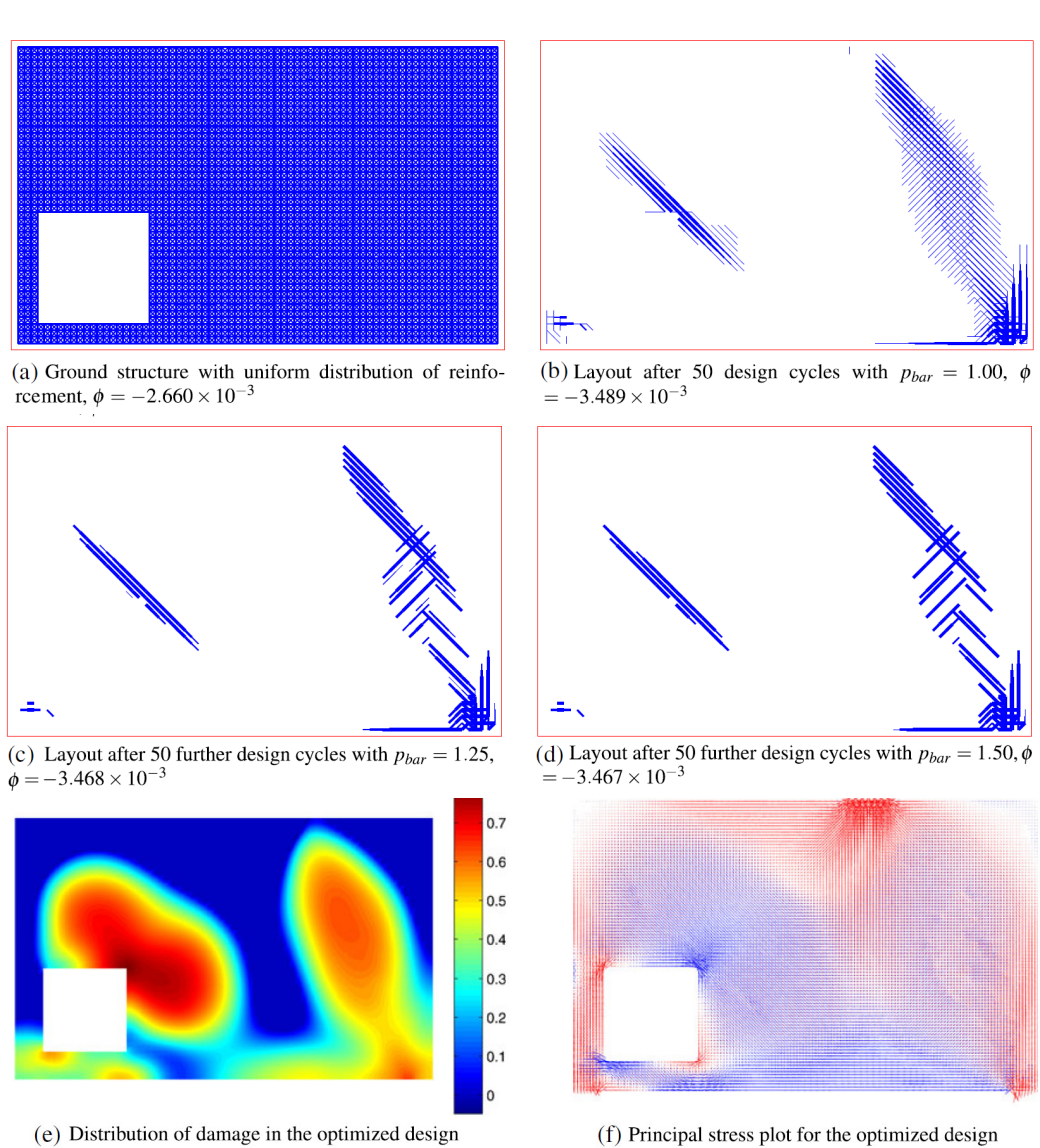 (a) Ground structure with uniform distribution of reinfo-
rcement, ϕ = −2.660 × 10⁻³
(b) Layout after 50 design cycles with p_bar = 1.00, ϕ
= −3.489 × 10⁻³
(c) Layout after 50 further design cycles with p_bar = 1.25,
ϕ = −3.468 × 10⁻³
(d) Layout after 50 further design cycles with p_bar = 1.50, ϕ
= −3.467 × 10⁻³
0.7
0.6
0.5
0.4
0.3
0.2
0.1
0
(e) Distribution of damage in the optimized design
(f) Principal stress plot for the optimized design